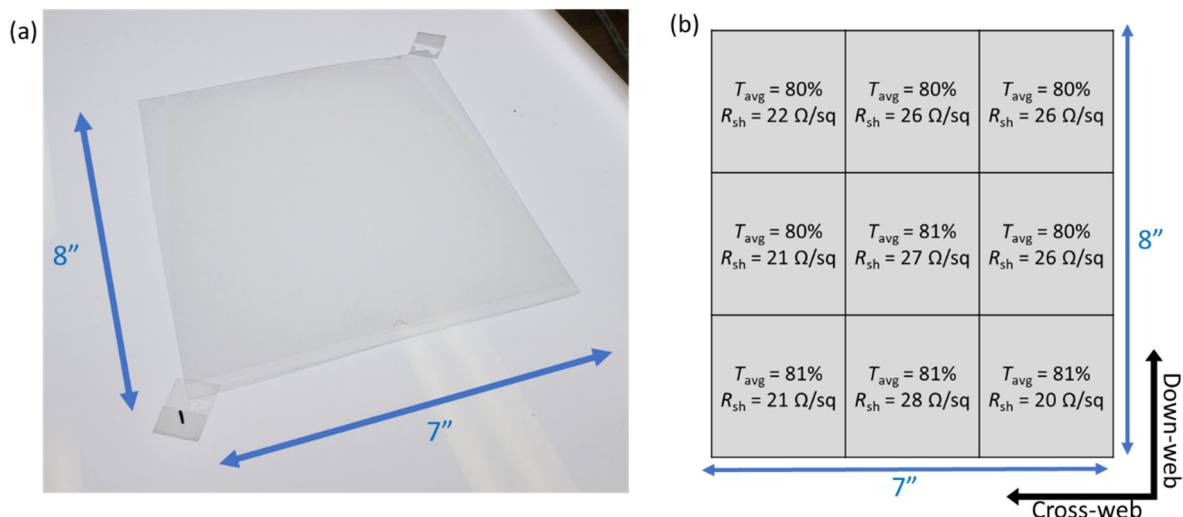 (a)
8”
7”
(b)
Tavg = 80%
Rsh = 22 Ω/sq
Tavg = 80%
Rsh = 26 Ω/sq
Tavg = 80%
Rsh = 26 Ω/sq
Tavg = 80%
Rsh = 21 Ω/sq
Tavg = 81%
Rsh = 27 Ω/sq
Tavg = 80%
Rsh = 26 Ω/sq
Tavg = 81%
Rsh = 21 Ω/sq
Tavg = 81%
Rsh = 28 Ω/sq
Tavg = 81%
Rsh = 20 Ω/sq
8”
7”
Down-web
Cross-web